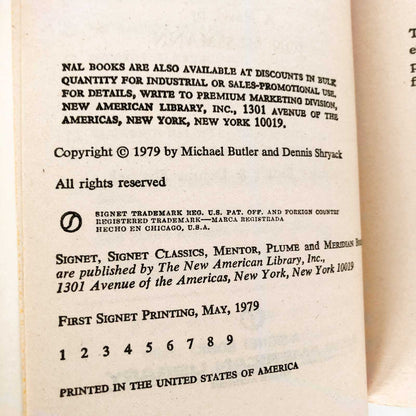 NAL BOOKS ARE ALSO AVAILABLE AT DISCOUNTS IN BULK
QUANTITY FOR INDUSTRIAL OR SALES-PROMOTIONAL USE.
FOR DETAILS, WRITE TO PREMIUM MARKETING DIVISION,
NEW AMERICAN LIBRARY, INC., 1301 AVENUE OF THE
AMERICAS, NEW YORK, NEW YORK 10019.
Copyright © 1979 by Michael Butler and Dennis Shryack
All rights reserved
SIGNET TRADEMARK REG. U.S. PAT. OFF. AND FOREIGN COUNTRI
REGISTERED TRADEMARK—MARCA REGISTRADA
HECHO EN CHICAGO, U.S.A.
SIGNET, SIGNET CLASSICS, MENTOR, PLUME and MERIDIAN
are published by The New American Library, Inc.,
1301 Avenue of the Americas, New York, New York 10019
FIRST SIGNET PRINTING, MAY, 1979
1 2 3 4 5 6 7 8 9
PRINTED IN THE UNITED STATES OF AMERICA